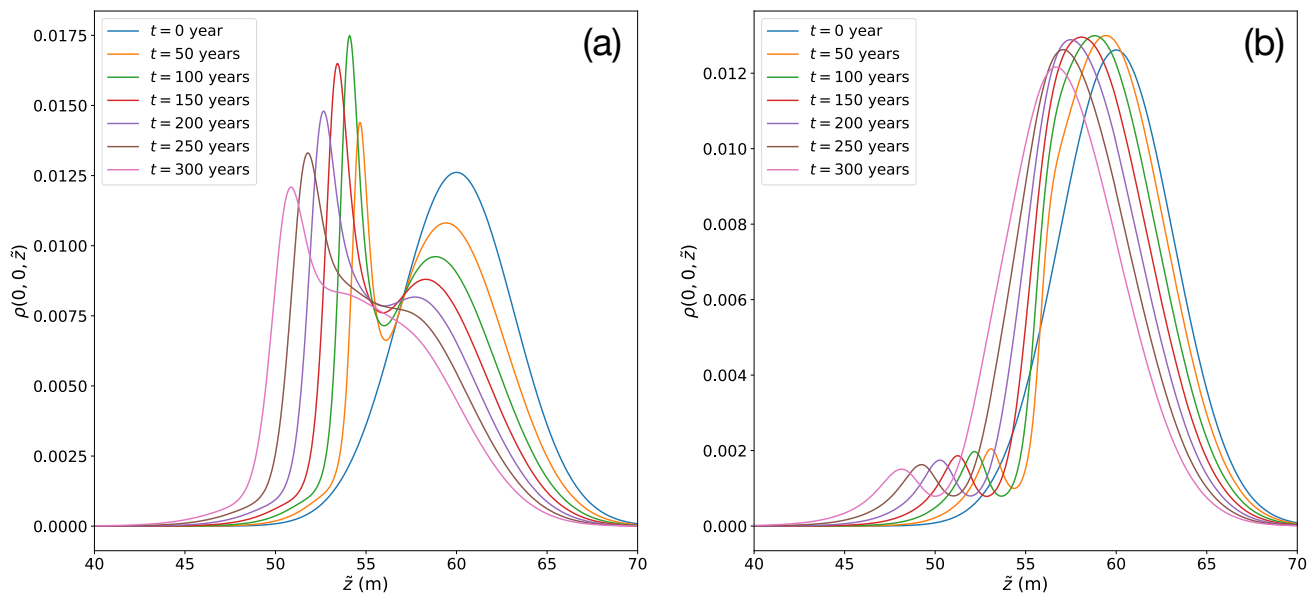 (a)
t = 0 year
t = 50 years
t = 100 years
t = 150 years
t = 200 years
t = 250 years
t = 300 years
0.0175
0.0150
0.0125
0.0100
0.0075
0.0050
0.0025
0.0000
ρ(0, 0, z̃)
40 45 50 55 60 65 70
z̃ (m)
(b)
t = 0 year
t = 50 years
t = 100 years
t = 150 years
t = 200 years
t = 250 years
t = 300 years
0.012
0.010
0.008
0.006
0.004
0.002
0.000
ρ(0, 0, z̃)
40 45 50 55 60 65 70
z̃ (m)